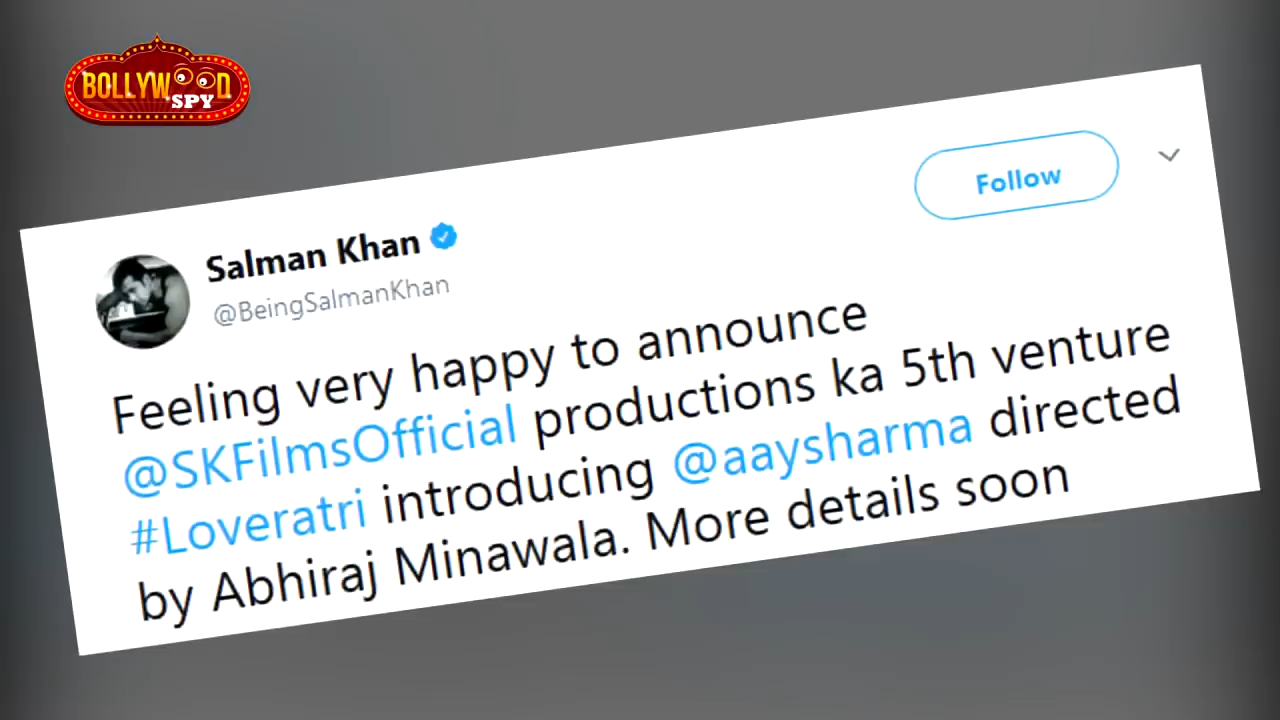 BOLLYWOOD
SPY
Follow
Salman Khan
@BeingSalmanKhan
Feeling very happy to announce
@SKFilmsOfficial productions ka 5th venture
#Loveratri introducing @aaysharma directed
by Abhiraj Minawala. More details soon